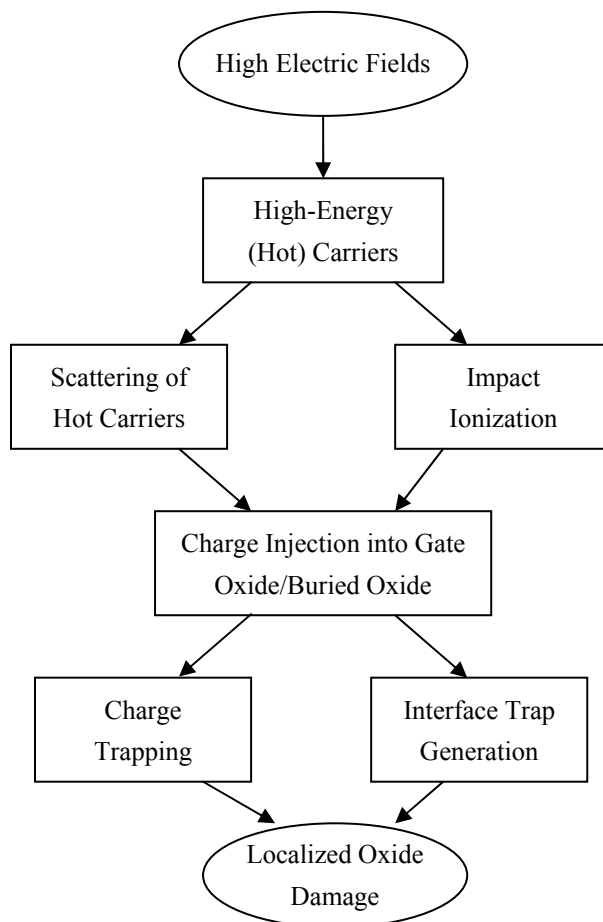 High Electric Fields
High-Energy
(Hot) Carriers
Scattering of
Hot Carriers
Impact
Ionization
Charge Injection into Gate
Oxide/Buried Oxide
Charge
Trapping
Interface Trap
Generation
Localized Oxide
Damage